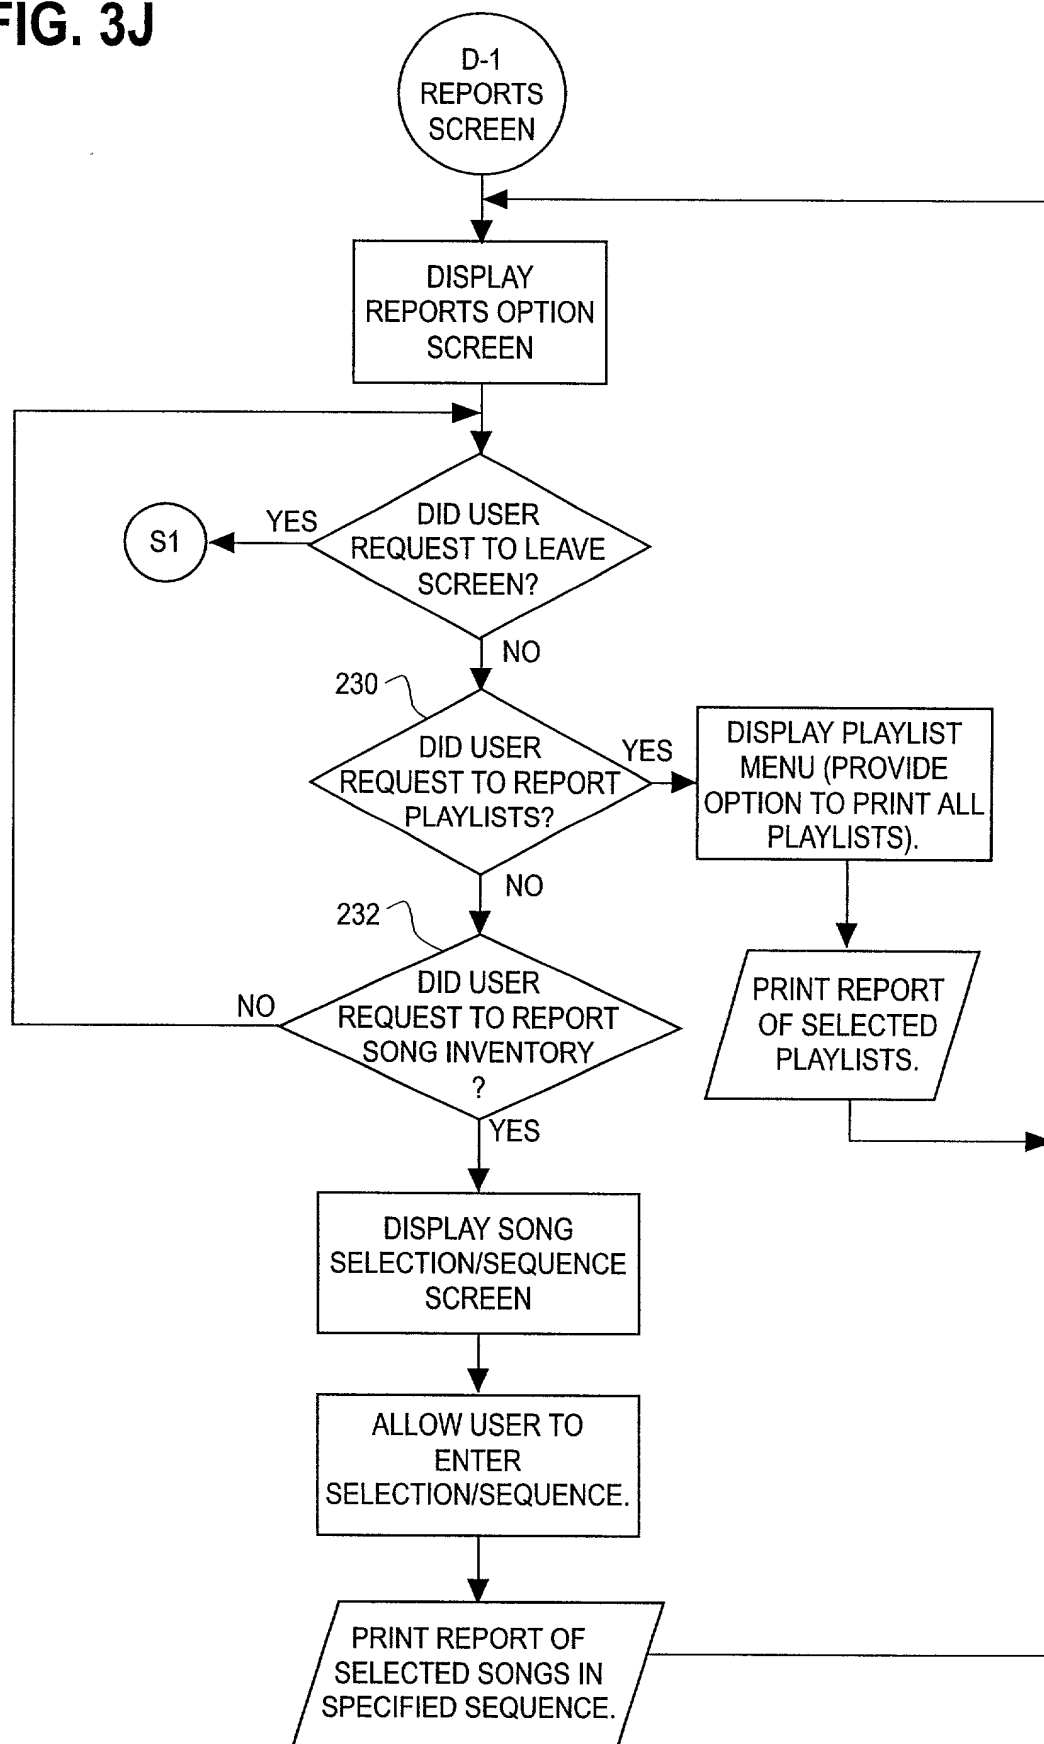 FIG. 3J
D-1
REPORTS
SCREEN
DISPLAY
REPORTS OPTION
SCREEN
DID USER
REQUEST TO LEAVE
SCREEN?
YES
S1
NO
230
DID USER
REQUEST TO REPORT
PLAYLISTS?
YES
DISPLAY PLAYLIST
MENU (PROVIDE
OPTION TO PRINT ALL
PLAYLISTS).
NO
PRINT REPORT
OF SELECTED
PLAYLISTS.
232
DID USER
REQUEST TO REPORT
SONG INVENTORY
?
NO
YES
DISPLAY SONG
SELECTION/SEQUENCE
SCREEN
ALLOW USER TO
ENTER
SELECTION/SEQUENCE.
PRINT REPORT OF
SELECTED SONGS IN
SPECIFIED SEQUENCE.